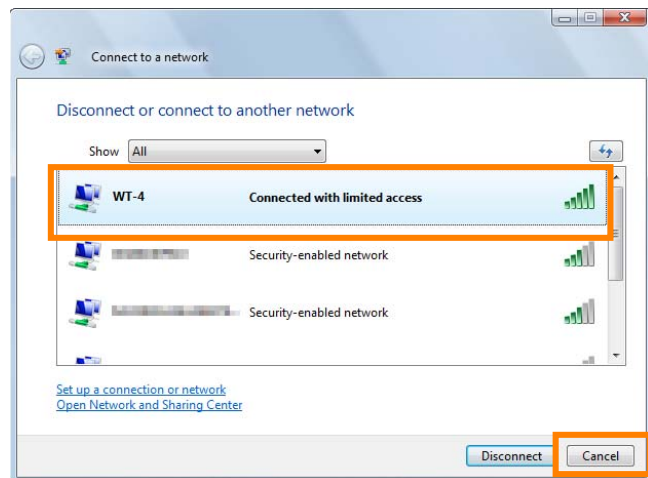 Connect to a network
Disconnect or connect to another network
Show All
WT-4 Connected with limited access
Security-enabled network
Security-enabled network
Set up a connection or network
Open Network and Sharing Center
Disconnect Cancel